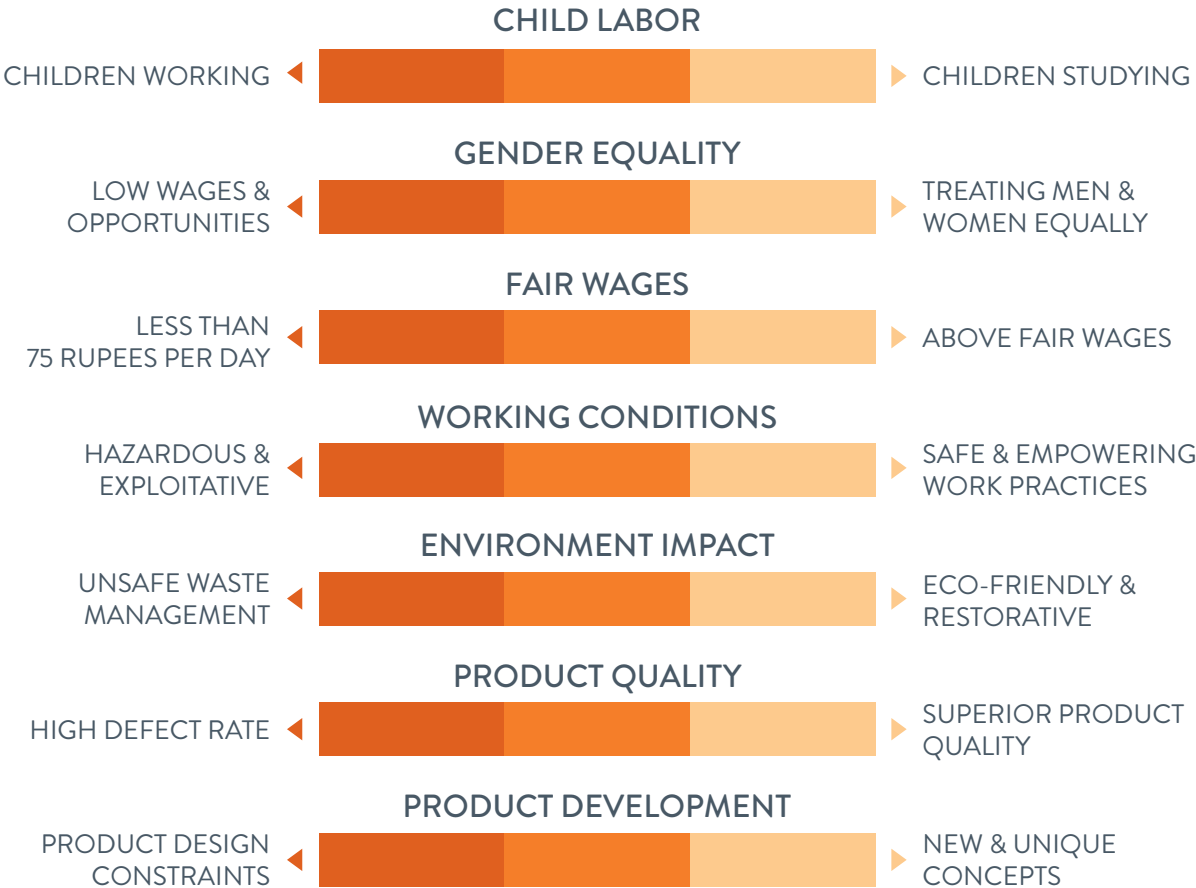 CHILD LABOR
CHILDREN WORKING
CHILDREN STUDYING
GENDER EQUALITY
LOW WAGES &
OPPORTUNITIES
TREATING MEN &
WOMEN EQUALLY
FAIR WAGES
LESS THAN
75 RUPEES PER DAY
ABOVE FAIR WAGES
WORKING CONDITIONS
HAZARDOUS &
EXPLOITATIVE
SAFE & EMPOWERING
WORK PRACTICES
ENVIRONMENT IMPACT
UNSAFE WASTE
MANAGEMENT
ECO-FRIENDLY &
RESTORATIVE
PRODUCT QUALITY
HIGH DEFECT RATE
SUPERIOR PRODUCT
QUALITY
PRODUCT DEVELOPMENT
PRODUCT DESIGN
CONSTRAINTS
NEW & UNIQUE
CONCEPTS